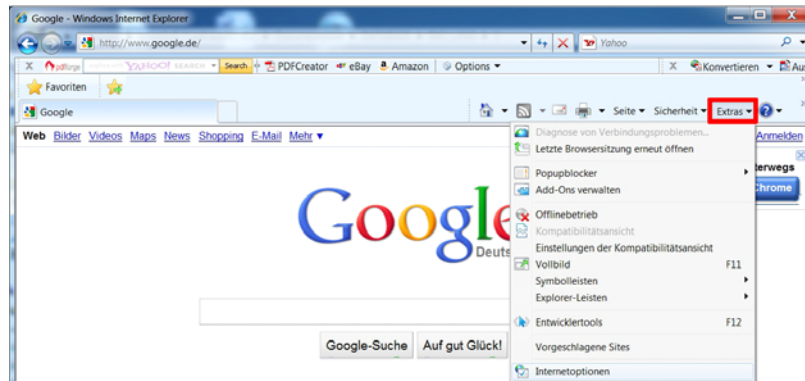 Google - Windows Internet Explorer
http://www.google.de/ Yahoo
X pdfforge YAHOO! SEARCH Search PDFCreator eBay Amazon Options X Konvertieren Aus
Favoriten
Google Seite Sicherheit Extras
Web Bilder Videos Maps News Shopping E-Mail Mehr Anmelden
Diagnose von Verbindungsproblemen...
Letzte Browsersitzung erneut öffnen
terwegs
Popupblocker
Chrome
Add-Ons verwalten
Offlinebetrieb
Kompatibilitätsansicht
Einstellungen der Kompatibilitätsansicht
Google
Deuts
Vollbild F11
Symbolleisten
Explorer-Leisten
Entwicklertools F12
Google-Suche Auf gut Glück!
Vorgeschlagene Sites
Internetoptionen